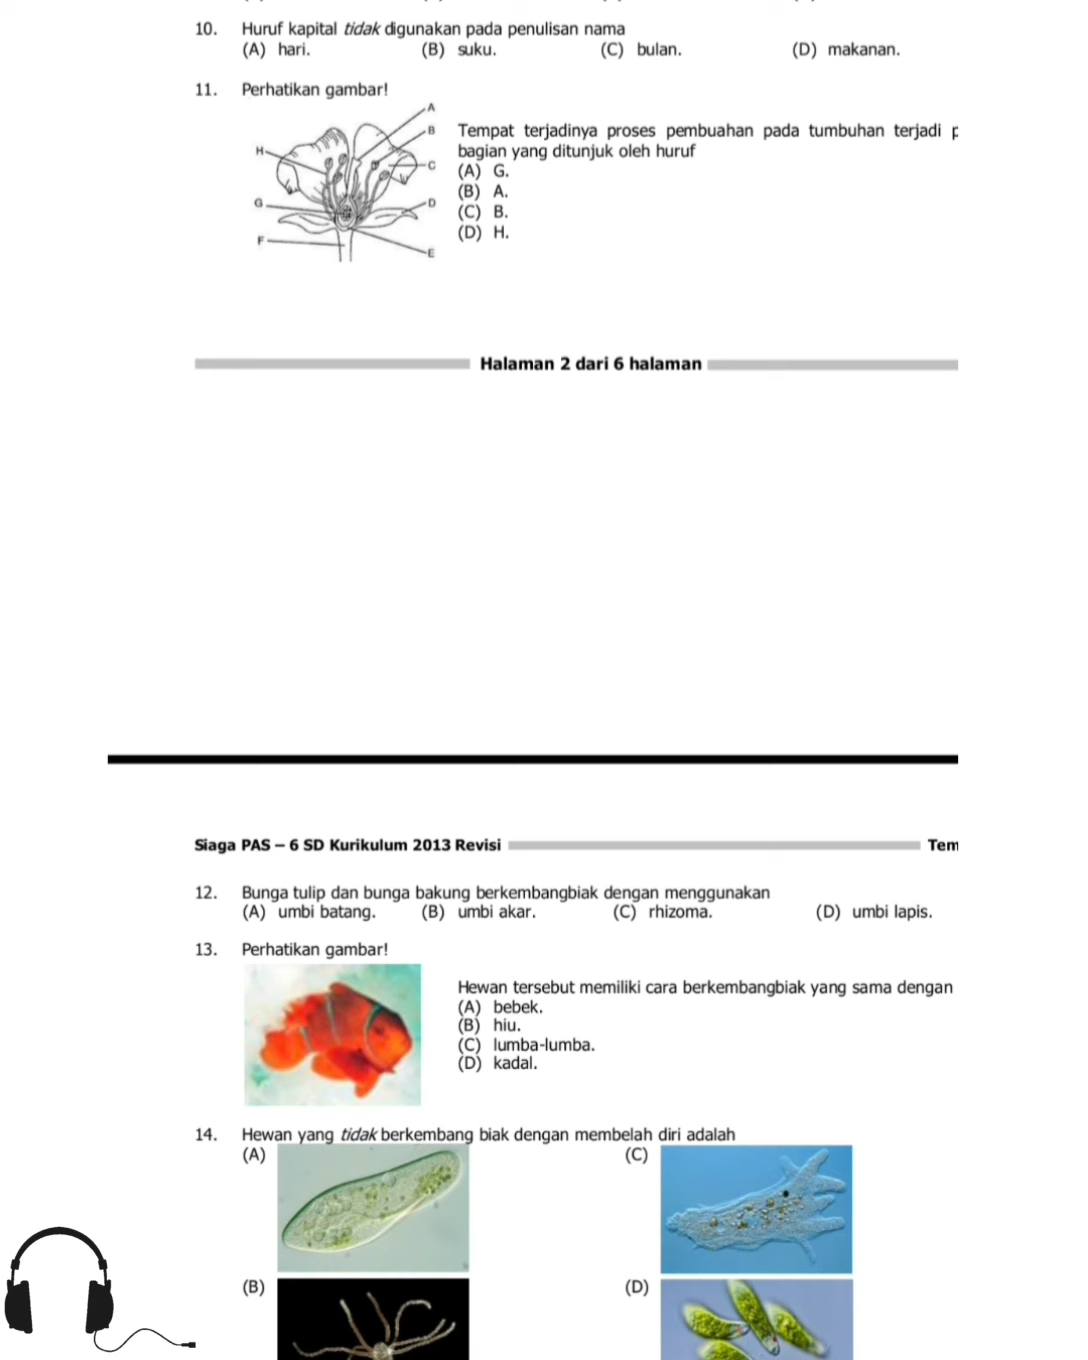 10. Huruf kapital tidak digunakan pada penulisan nama
(A) hari. (B) suku. (C) bulan. (D) makanan.
11. Perhatikan gambar!
A
B
H
C
G
D
F
E
Tempat terjadinya proses pembuahan pada tumbuhan terjadi
bagian yang ditunjuk oleh huruf
(A) G.
(B) A.
(C) B.
(D) H.
Halaman 2 dari 6 halaman
Siaga PAS – 6 SD Kurikulum 2013 Revisi Tem
12. Bunga tulip dan bunga bakung berkembangbiak dengan menggunakan
(A) umbi batang. (B) umbi akar. (C) rhizoma. (D) umbi lapis.
13. Perhatikan gambar!
Hewan tersebut memiliki cara berkembangbiak yang sama dengan
(A) bebek.
(B) hiu.
(C) lumba-lumba.
(D) kadal.
14. Hewan yang tidak berkembang biak dengan membelah diri adalah
(A) (C)
(B) (D)